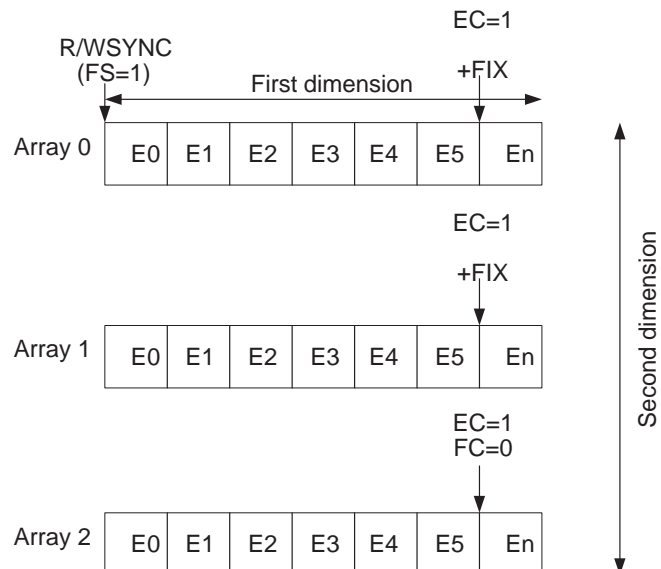 EC=1
R/WSYNC
(FS=1)
First dimension
+FIX
Array 0
E0 E1 E2 E3 E4 E5 En
EC=1
+FIX
Array 1
E0 E1 E2 E3 E4 E5 En
Second dimension
EC=1
FC=0
Array 2
E0 E1 E2 E3 E4 E5 En